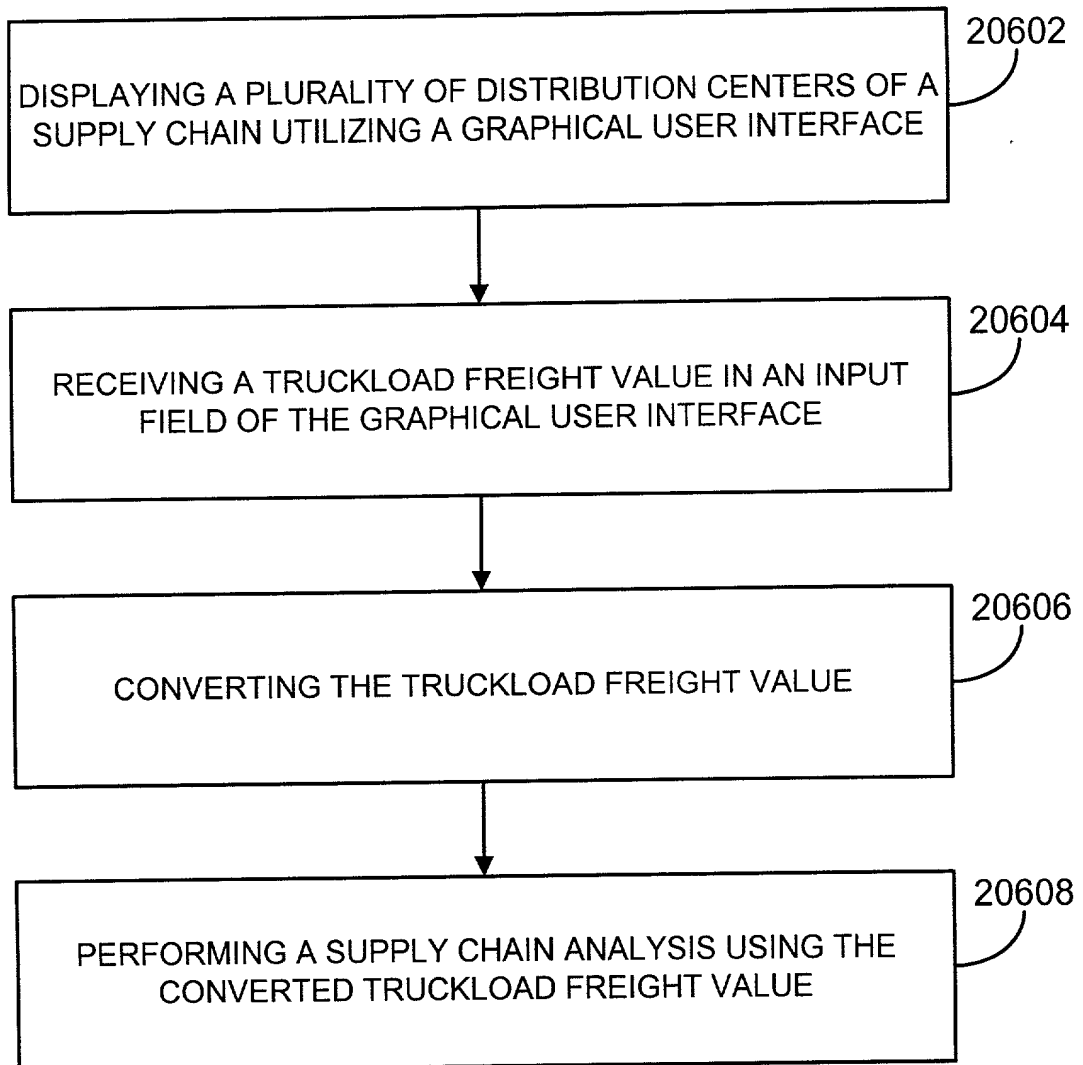 20602
DISPLAYING A PLURALITY OF DISTRIBUTION CENTERS OF A
SUPPLY CHAIN UTILIZING A GRAPHICAL USER INTERFACE
20604
RECEIVING A TRUCKLOAD FREIGHT VALUE IN AN INPUT
FIELD OF THE GRAPHICAL USER INTERFACE
20606
CONVERTING THE TRUCKLOAD FREIGHT VALUE
20608
PERFORMING A SUPPLY CHAIN ANALYSIS USING THE
CONVERTED TRUCKLOAD FREIGHT VALUE